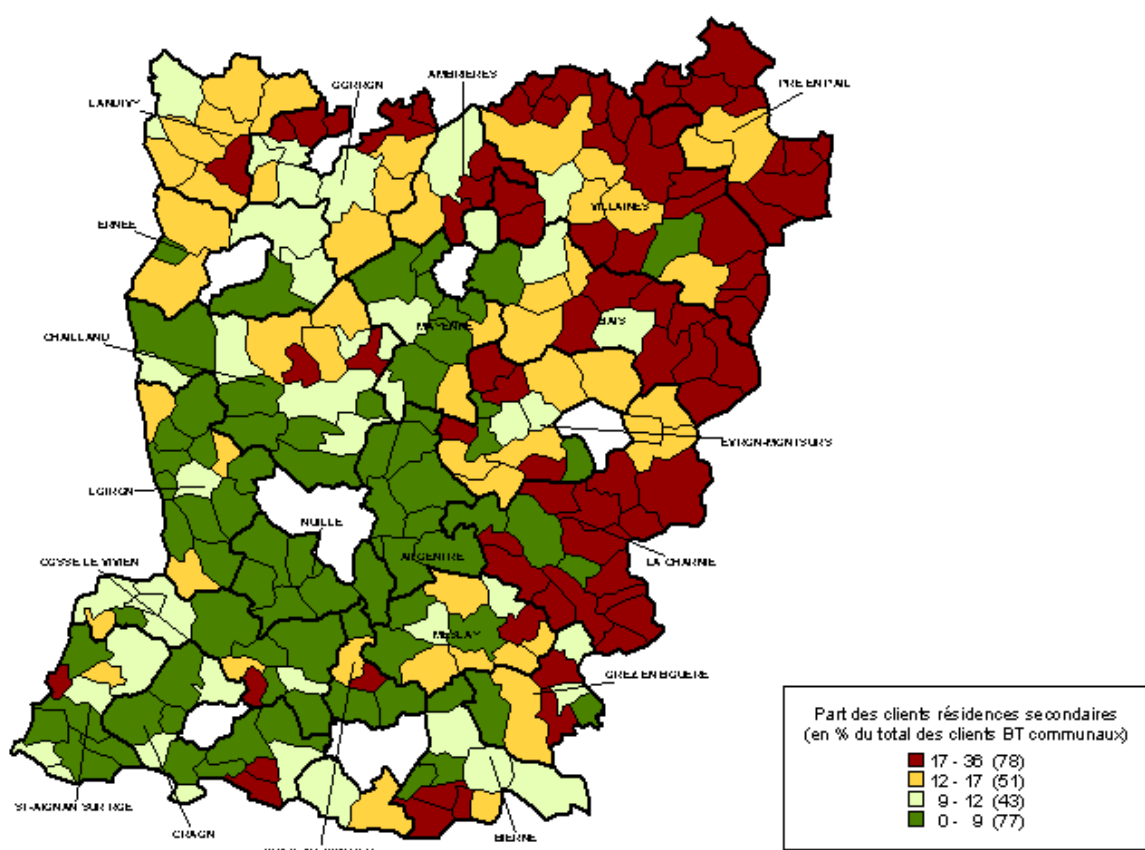 AMBRIERES
GORRON
PRE EN PAIL
LANDIVY
VILLAINES
ERNEE
BAIS
MAYENNE
CHAILLAND
EVRON-MONTSURS
LOIRON
NUILLE
ARGENTRE
LA CHARNIE
COSSE LE VIVIEN
MESLAY
GREZ EN BOUERE
ST-AIGNAN SUR ROE
CRAON
BIERNE
Part des clients résidences secondaires
(en % du total des clients BT communaux)
17 - 36 (78)
12 - 17 (51)
9 - 12 (43)
0 - 9 (77)